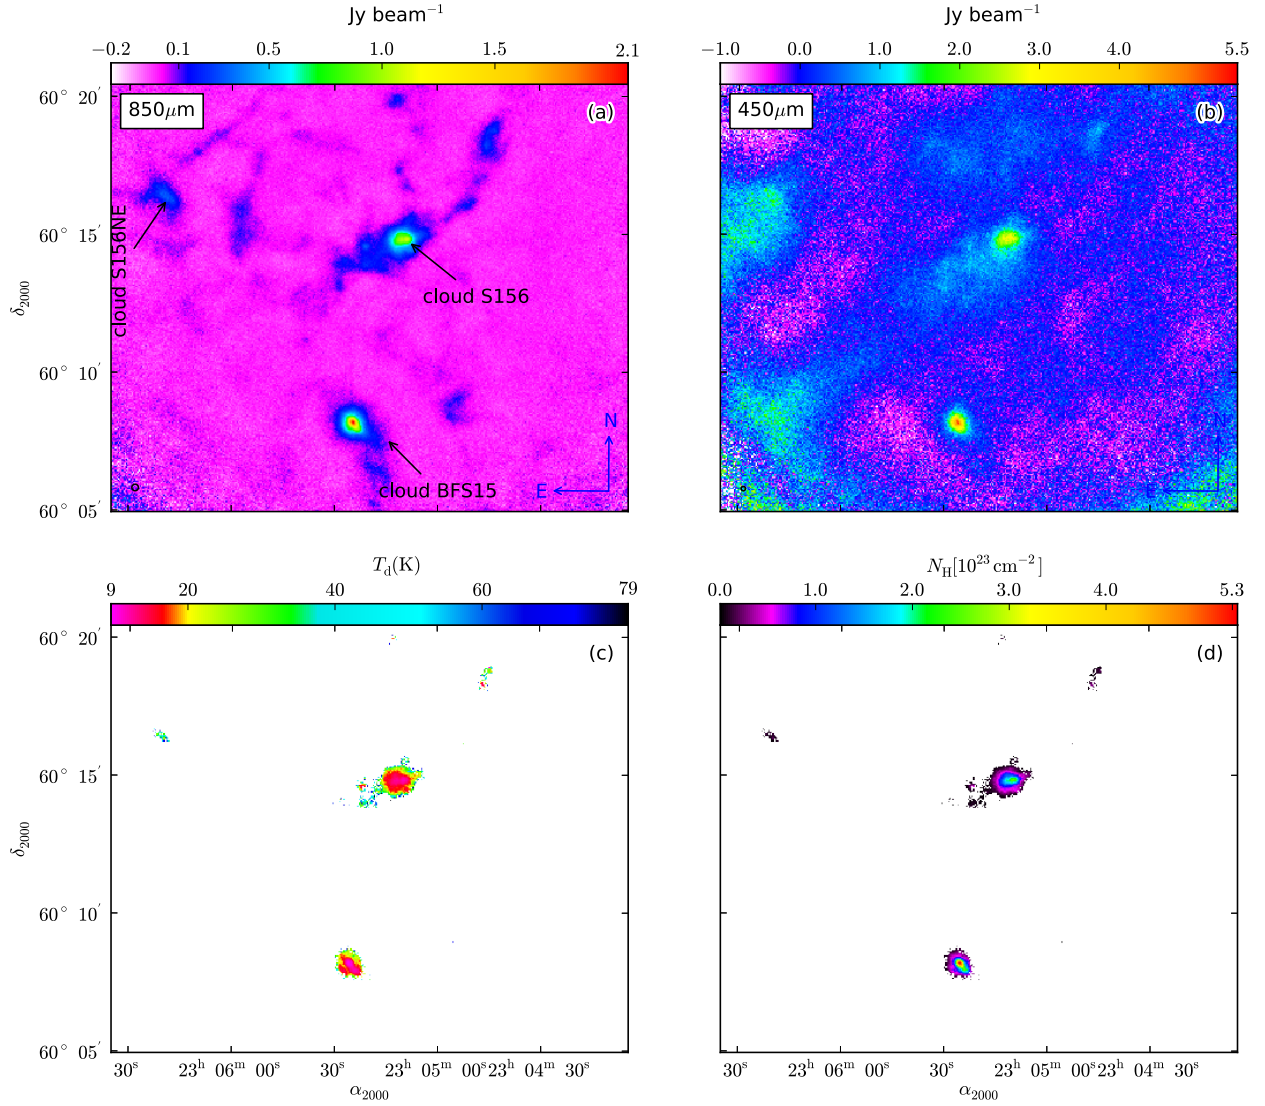 Jy beam⁻¹ Jy beam⁻¹
−0.2 0.1 0.5 1.0 1.5 2.1 −1.0 0.0 1.0 2.0 3.0 4.0 5.5
60° 20′ 850μm (a) 450μm (b)
cloud S156NE
60° 15′
cloud S156
δ₂₀₀₀
60° 10′
N N
cloud BFS15 E
60° 05′
T_d(K) N_H[10²³ cm⁻²]
9 20 40 60 79 0.0 1.0 2.0 3.0 4.0 5.3
60° 20′ (c) (d)
60° 15′
δ₂₀₀₀
60° 10′
60° 05′
30ˢ 23ʰ 06ᵐ 00ˢ 30ˢ 23ʰ 05ᵐ 00ˢ 23ʰ 04ᵐ 30ˢ 30ˢ 23ʰ 06ᵐ 00ˢ 30ˢ 23ʰ 05ᵐ 00ˢ 23ʰ 04ᵐ 30ˢ
α₂₀₀₀ α₂₀₀₀